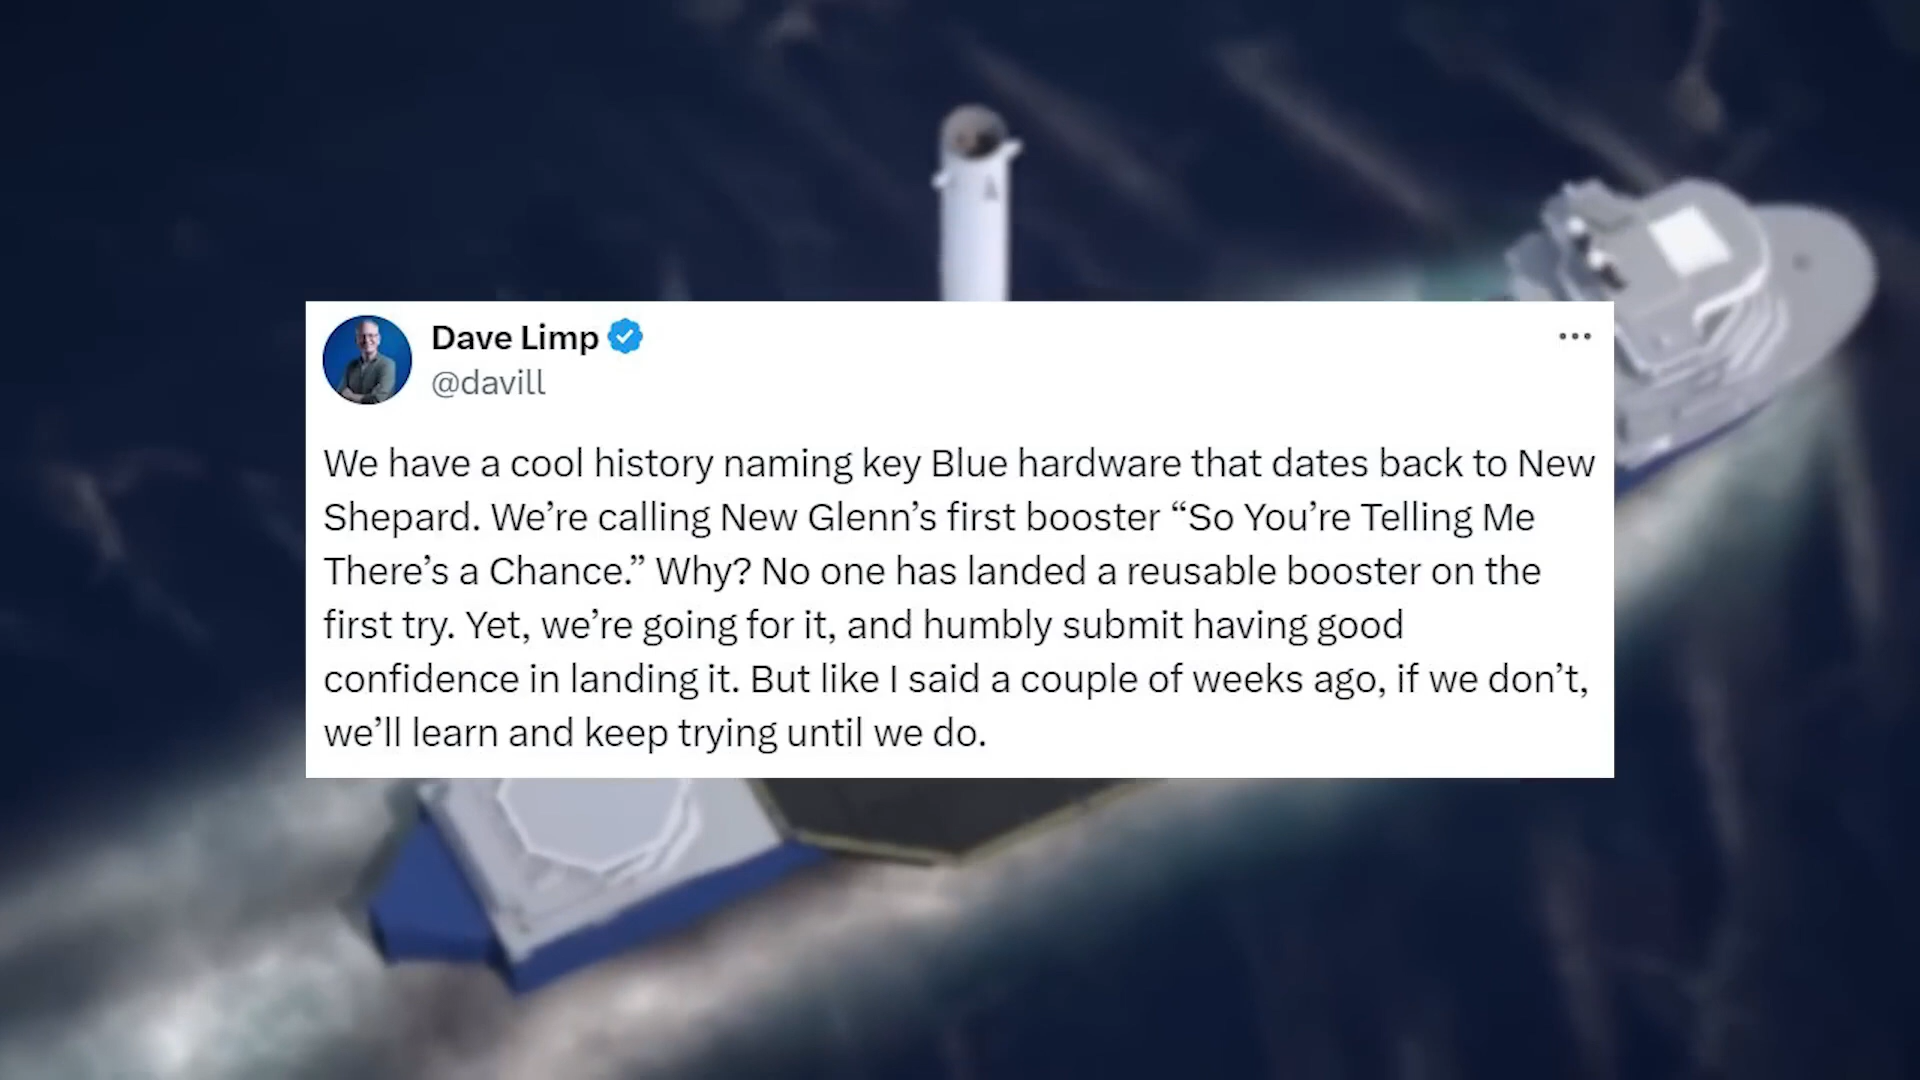 Dave Limp
@davill
We have a cool history naming key Blue hardware that dates back to New
Shepard. We’re calling New Glenn’s first booster “So You’re Telling Me
There’s a Chance.” Why? No one has landed a reusable booster on the
first try. Yet, we’re going for it, and humbly submit having good
confidence in landing it. But like I said a couple of weeks ago, if we don’t,
we’ll learn and keep trying until we do.